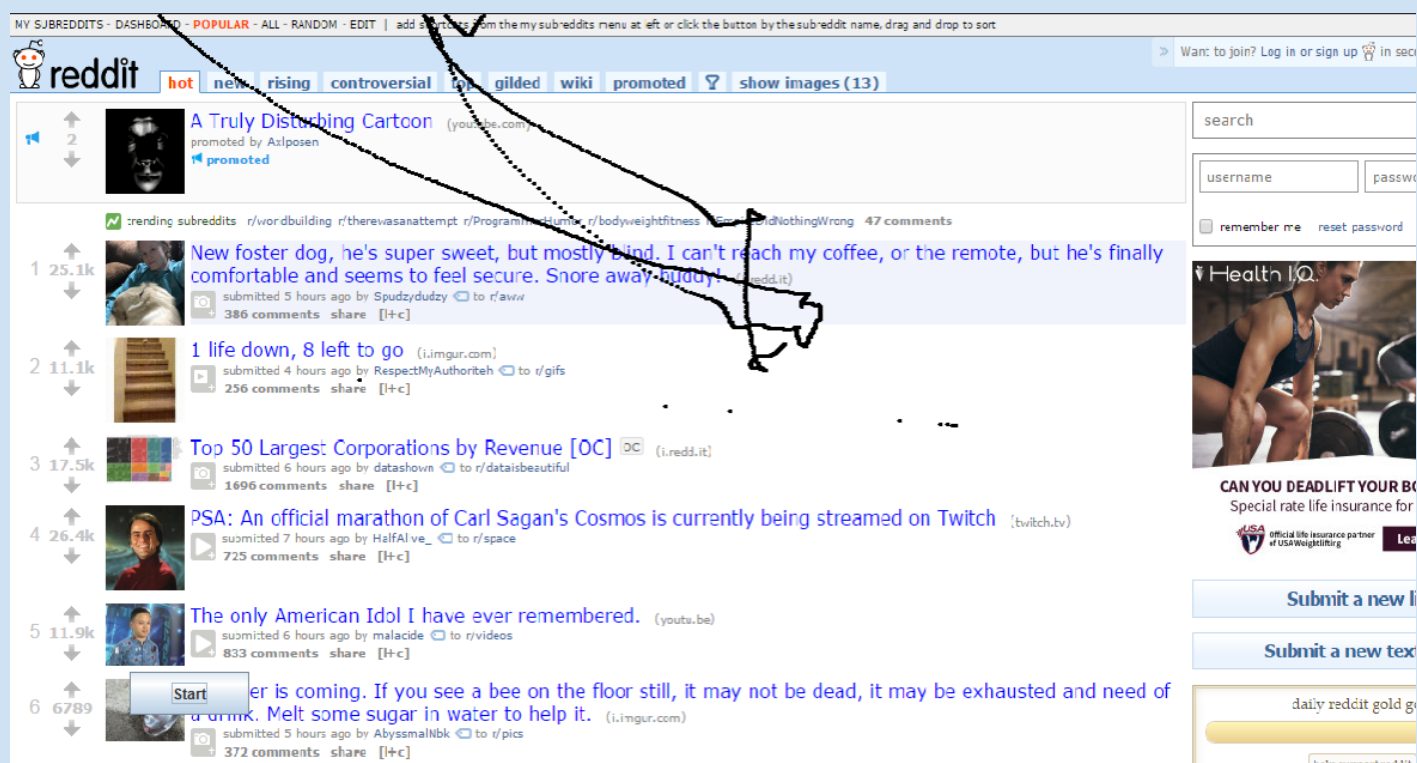 MY SUBREDDITS - DASHBOARD - POPULAR - ALL - RANDOM - EDIT | add shortcuts from the my subreddits menu at left or click the button by the subreddit name, drag and drop to sort
» Want to join? Log in or sign up in sec
reddit hot new rising controversial top gilded wiki promoted show images (13)
A Truly Disturbing Cartoon (youtube.com)
2 promoted by Axlposen
promoted
trending subreddits r/wordbuilding r/therewasanattempt r/ProgrammerHumor r/bodyweightfitness r/EmpireDidNothingWrong 47 comments
New foster dog, he's super sweet, but mostly blind. I can't reach my coffee, or the remote, but he's finally
1 25.1k comfortable and seems to feel secure. Snore away buddy! (i.redd.it)
submitted 5 hours ago by Spudzydudzy to r/aww
386 comments share [l+c]
1 life down, 8 left to go (i.imgur.com)
2 11.1k submitted 4 hours ago by RespectMyAuthoriteh to r/gifs
256 comments share [l+c]
Top 50 Largest Corporations by Revenue [OC] OC (i.redd.it)
3 17.5k submitted 6 hours ago by datashown to r/dataisbeautiful
1696 comments share [l+c]
PSA: An official marathon of Carl Sagan's Cosmos is currently being streamed on Twitch (twitch.tv)
4 26.4k submitted 7 hours ago by HalfAlive_ to r/space
725 comments share [l+c]
The only American Idol I have ever remembered. (youtu.be)
5 11.9k submitted 6 hours ago by malacide to r/videos
833 comments share [l+c]
Start
er is coming. If you see a bee on the floor still, it may not be dead, it may be exhausted and need of
6 6789 a drink. Melt some sugar in water to help it. (i.imgur.com)
submitted 5 hours ago by AbyssmalNbk to r/pics
372 comments share [l+c]
search
username passwo
remember me reset password
Health I.Q.
CAN YOU DEADLIFT YOUR BO
Special rate life insurance for
USA Official life insurance partner
of USA Weightlifting
Lea
Submit a new li
Submit a new text
daily reddit gold go